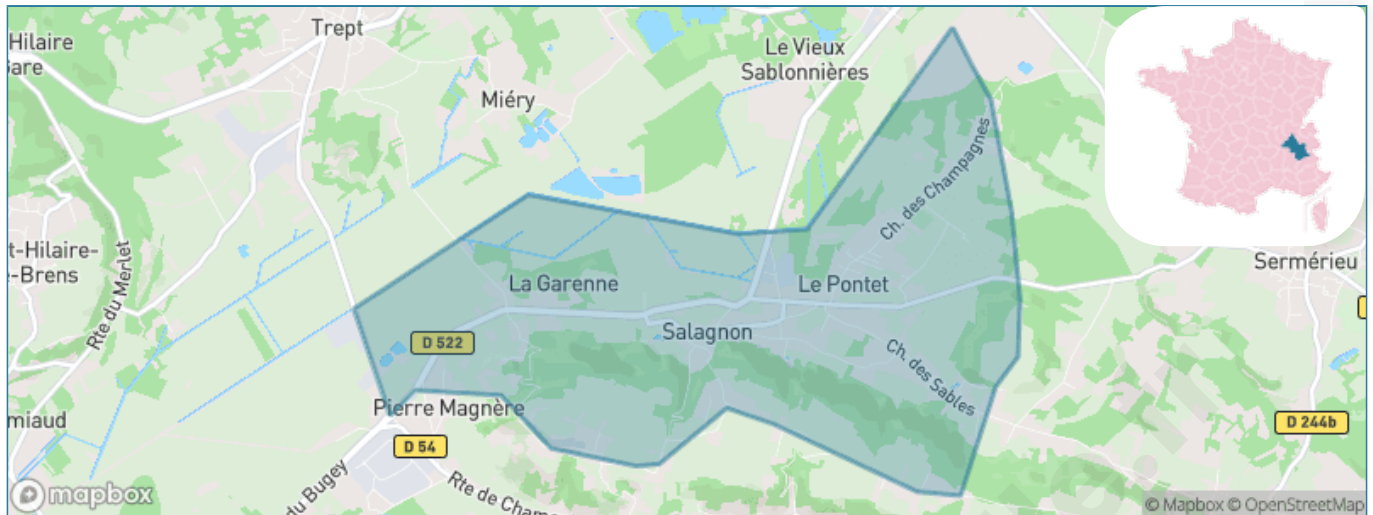 Trept
Hilaire
Gare
Le Vieux
Sablonnières
Miéry
Ch. des Champagnes
t-Hilaire-
e-Brens
Rte du Merlet
Sermérieu
La Garenne
Le Pontet
D 522
Salagnon
Ch. des Sables
Pierre Magnère
miaud
D 244b
D 54
du Bugey
Rte de Cham
mapbox
© Mapbox © OpenStreetMap